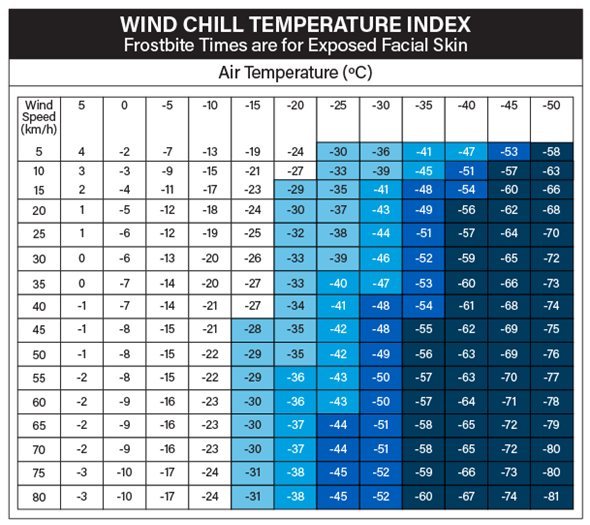 WIND CHILL TEMPERATURE INDEX
Frostbite Times are for Exposed Facial Skin
Air Temperature (ºC)
Wind Speed (km/h) 5 0 -5 -10 -15 -20 -25 -30 -35 -40 -45 -50
5 4 -2 -7 -13 -19 -24 -30 -36 -41 -47 -53 -58
10 3 -3 -9 -15 -21 -27 -33 -39 -45 -51 -57 -63
15 2 -4 -11 -17 -23 -29 -35 -41 -48 -54 -60 -66
20 1 -5 -12 -18 -24 -30 -37 -43 -49 -56 -62 -68
25 1 -6 -12 -19 -25 -32 -38 -44 -51 -57 -64 -70
30 0 -6 -13 -20 -26 -33 -39 -46 -52 -59 -65 -72
35 0 -7 -14 -20 -27 -33 -40 -47 -53 -60 -66 -73
40 -1 -7 -14 -21 -27 -34 -41 -48 -54 -61 -68 -74
45 -1 -8 -15 -21 -28 -35 -42 -48 -55 -62 -69 -75
50 -1 -8 -15 -22 -29 -35 -42 -49 -56 -63 -69 -76
55 -2 -8 -15 -22 -29 -36 -43 -50 -57 -63 -70 -77
60 -2 -9 -16 -23 -30 -36 -43 -50 -57 -64 -71 -78
65 -2 -9 -16 -23 -30 -37 -44 -51 -58 -65 -72 -79
70 -2 -9 -16 -23 -30 -37 -44 -51 -58 -65 -72 -80
75 -3 -10 -17 -24 -31 -38 -45 -52 -59 -66 -73 -80
80 -3 -10 -17 -24 -31 -38 -45 -52 -60 -67 -74 -81